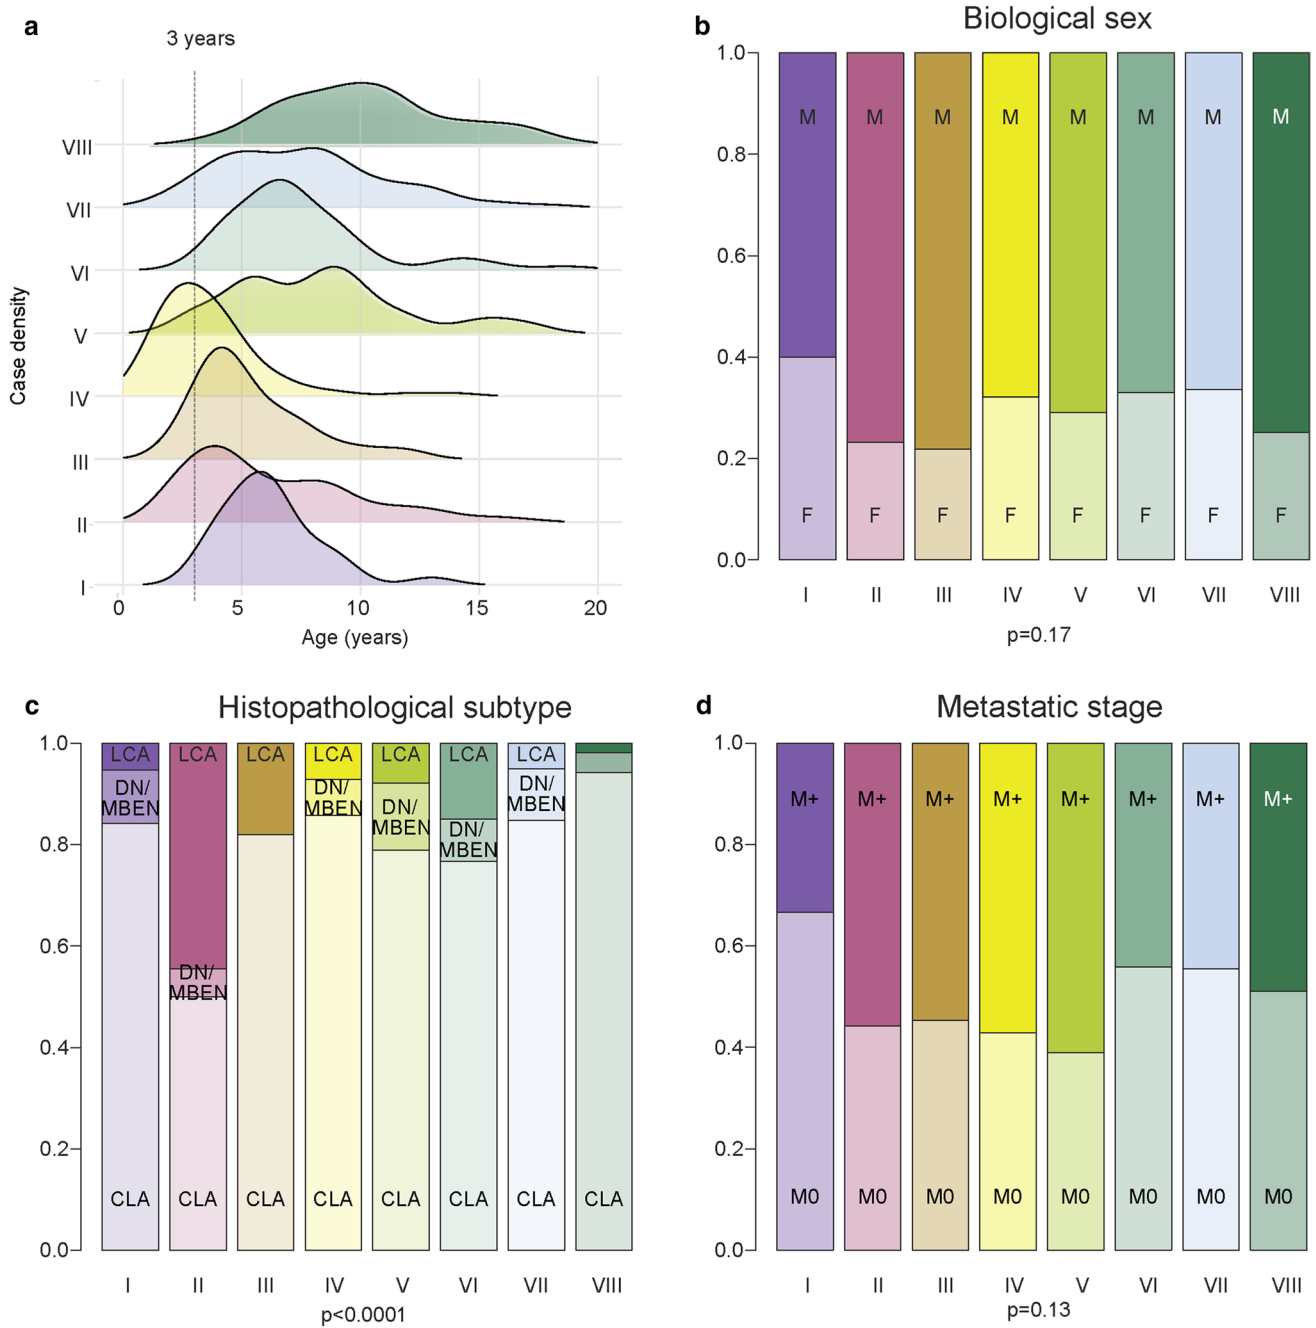 a
3 years
VIII
VII
VI
V
IV
III
II
I
Case density
0 5 10 15 20
Age (years)
b
Biological sex
1.0
0.8
0.6
0.4
0.2
0.0
M M M M M M M M
F F F F F F F F
I II III IV V VI VII VIII
p=0.17
c
Histopathological subtype
1.0
0.8
0.6
0.4
0.2
0.0
LCA LCA LCA LCA LCA LCA LCA
DN/
MBEN
DN/
MBEN
DN/
MBEN
DN/
MBEN
DN/
MBEN
DN/
MBEN
CLA CLA CLA CLA CLA CLA CLA CLA
I II III IV V VI VII VIII
p<0.0001
d
Metastatic stage
1.0
0.8
0.6
0.4
0.2
0.0
M+ M+ M+ M+ M+ M+ M+ M+
M0 M0 M0 M0 M0 M0 M0 M0
I II III IV V VI VII VIII
p=0.13